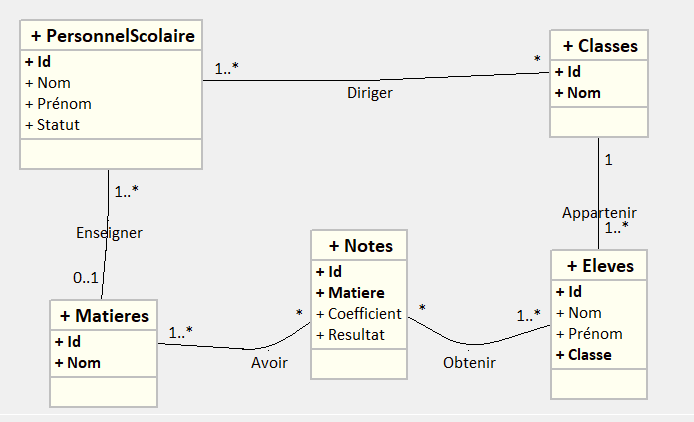 + PersonnelScolaire
+ Id
+ Nom
+ Prénom
+ Statut
1..*
*
Diriger
+ Classes
+ Id
+ Nom
1
Appartenir
1..*
1..*
Enseigner
0..1
+ Matieres
+ Id
+ Nom
1..*
*
Avoir
+ Notes
+ Id
+ Matiere
+ Coefficient
+ Resultat
*
1..*
Obtenir
+ Eleves
+ Id
+ Nom
+ Prénom
+ Classe